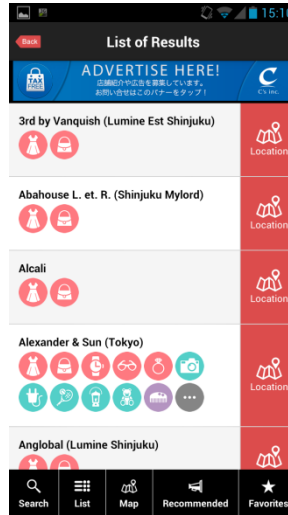 15:10
Back
List of Results
TAX
FREE
ADVERTISE HERE!
店舗紹介や広告を募集しています。
お問い合せはこのバナーをタップ！
C's inc.
3rd by Vanquish (Lumine Est Shinjuku)
Location
Abahouse L. et. R. (Shinjuku Mylord)
Location
Alcali
Location
Alexander & Sun (Tokyo)
Location
Anglobal (Lumine Shinjuku)
Search
List
Map
Recommended
Favorites